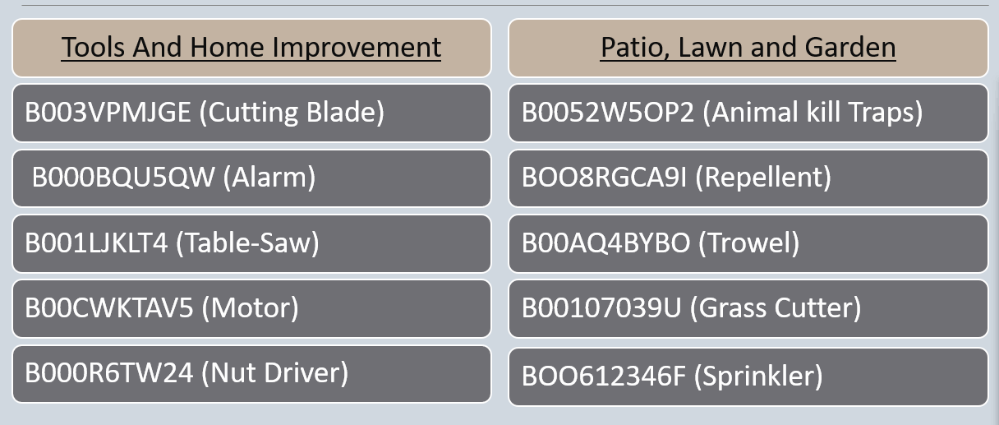 Tools And Home Improvement
B003VPMJGE (Cutting Blade)
B000BQU5QW (Alarm)
B001LJKLT4 (Table-Saw)
B00CWKTAV5 (Motor)
B000R6TW24 (Nut Driver)
Patio, Lawn and Garden
B0052W5OP2 (Animal kill Traps)
BOO8RGCA9I (Repellent)
B00AQ4BYBO (Trowel)
B00107039U (Grass Cutter)
BOO612346F (Sprinkler)